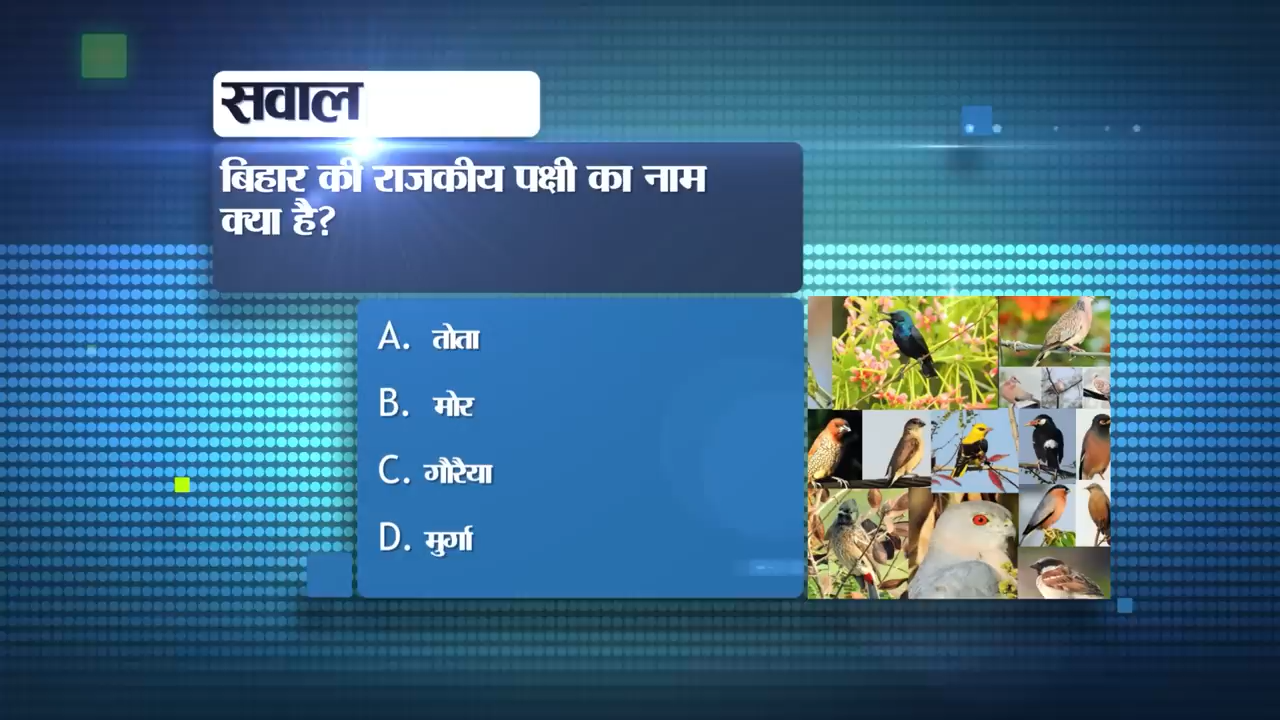 सवाल
बिहार की राजकीय पक्षी का नाम
क्या है?
A. तोता
B. मोर
C. गौरैया
D. मुर्गा